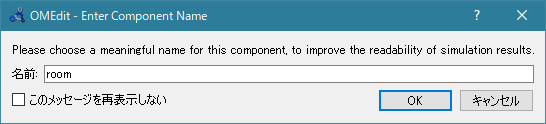 OMEdit - Enter Component Name
Please choose a meaningful name for this component, to improve the readability of simulation results.
名前: room
このメッセージを再表示しない
OK キャンセル